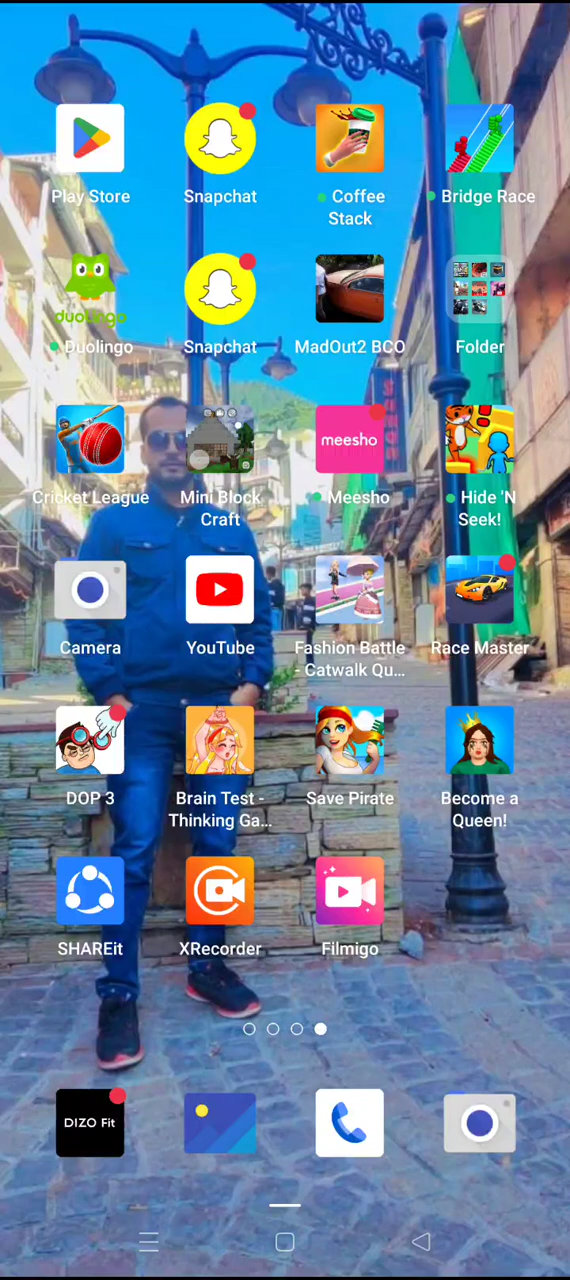 Play Store
Snapchat
Coffee
Stack
Bridge Race
duolingo
Duolingo
Snapchat
MadOut2 BCO
Folder
meesho
Cricket League
Mini Block
Craft
Meesho
Hide 'N
Seek!
Camera
YouTube
Fashion Battle
- Catwalk Qu...
Race Master
DOP 3
Brain Test -
Thinking Ga...
Save Pirate
Become a
Queen!
SHAREit
XRecorder
Filmigo
DIZO Fit